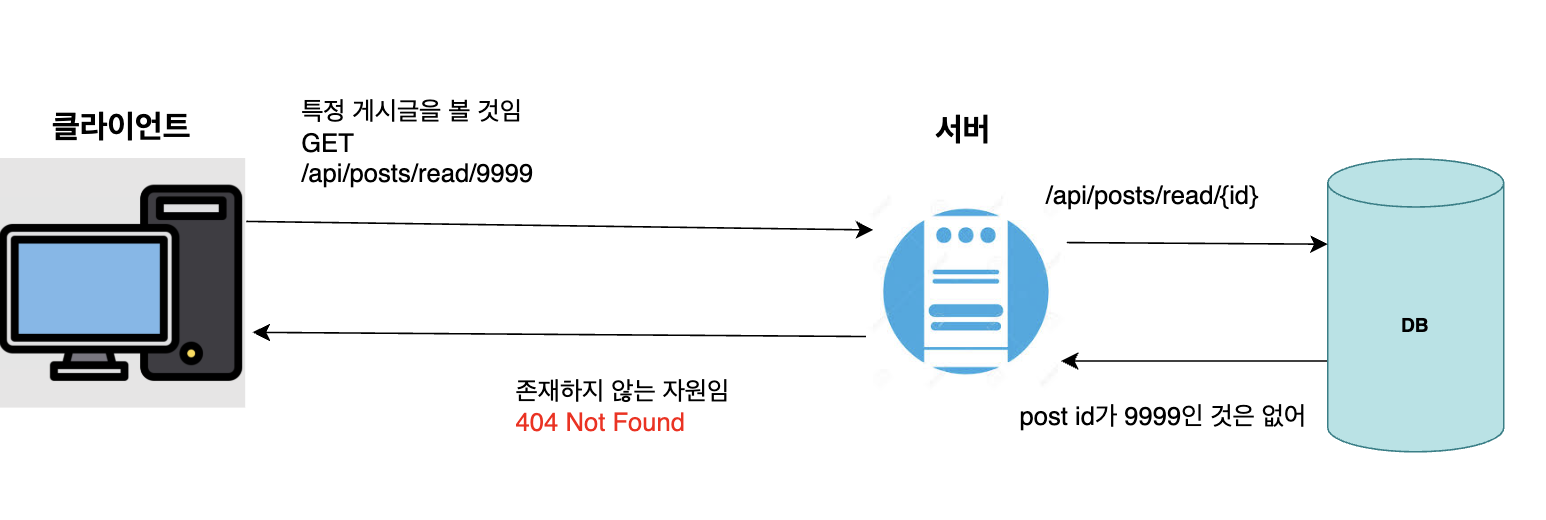 클라이언트
특정 게시글을 볼 것임
GET
/api/posts/read/9999
서버
/api/posts/read/{id}
DB
존재하지 않는 자원임
404 Not Found
post id가 9999인 것은 없어